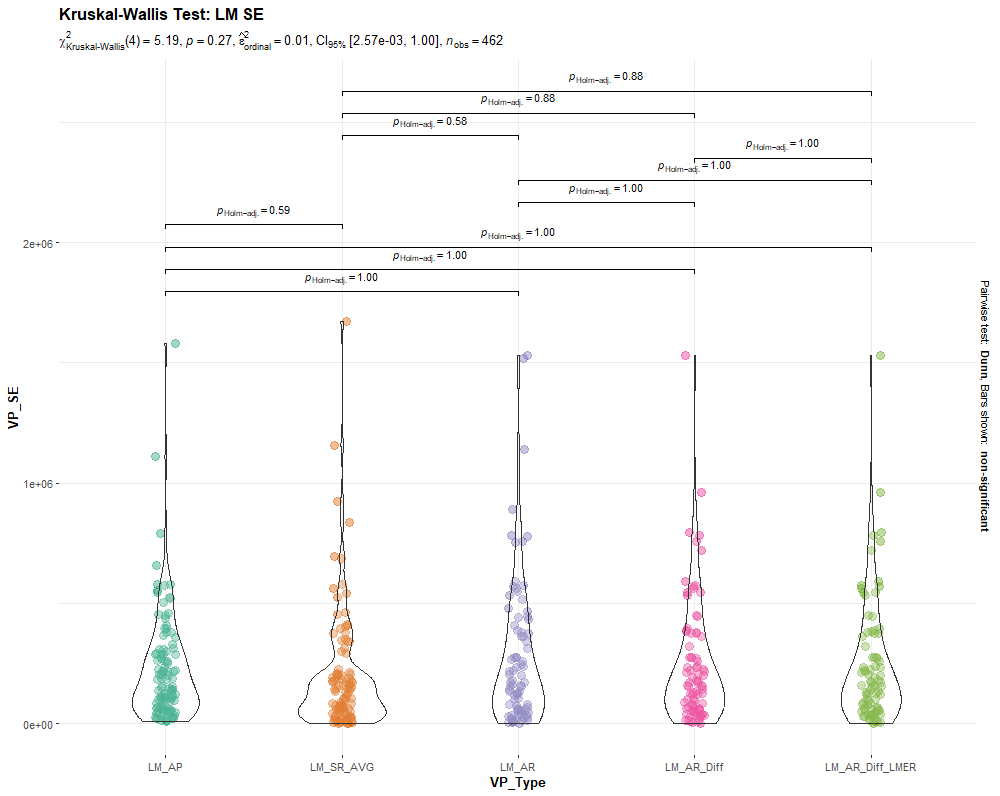 Kruskal-Wallis Test: LM SE
χ²Kruskal-Wallis(4) = 5.19, p = 0.27, ε̂²ordinal = 0.01, CI95% [2.57e-03, 1.00], nobs = 462
pHolm-adj. = 0.88
pHolm-adj. = 0.88
pHolm-adj. = 0.58
pHolm-adj. = 1.00
pHolm-adj. = 1.00
pHolm-adj. = 1.00
pHolm-adj. = 0.59
pHolm-adj. = 1.00
pHolm-adj. = 1.00
pHolm-adj. = 1.00
2e+06
1e+06
0e+00
VP_SE
Pairwise test: Dunn, Bars shown: non-significant
LM_AP LM_SR_AVG LM_AR LM_AR_Diff LM_AR_Diff_LMER
VP_Type